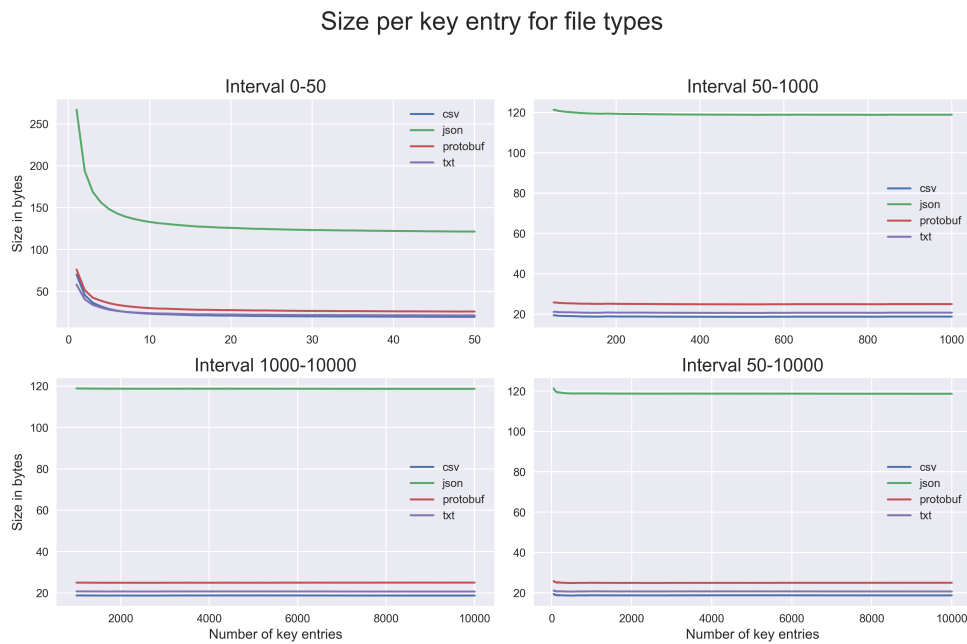 Size per key entry for file types
Interval 0-50
Size in bytes
250
200
150
100
50
0
10
20
30
40
50
csv
json
protobuf
txt
Interval 50-1000
120
100
80
60
40
20
200
400
600
800
1000
csv
json
protobuf
txt
Interval 1000-10000
Size in bytes
120
100
80
60
40
20
2000
4000
6000
8000
10000
Number of key entries
csv
json
protobuf
txt
Interval 50-10000
120
100
80
60
40
20
0
2000
4000
6000
8000
10000
Number of key entries
csv
json
protobuf
txt